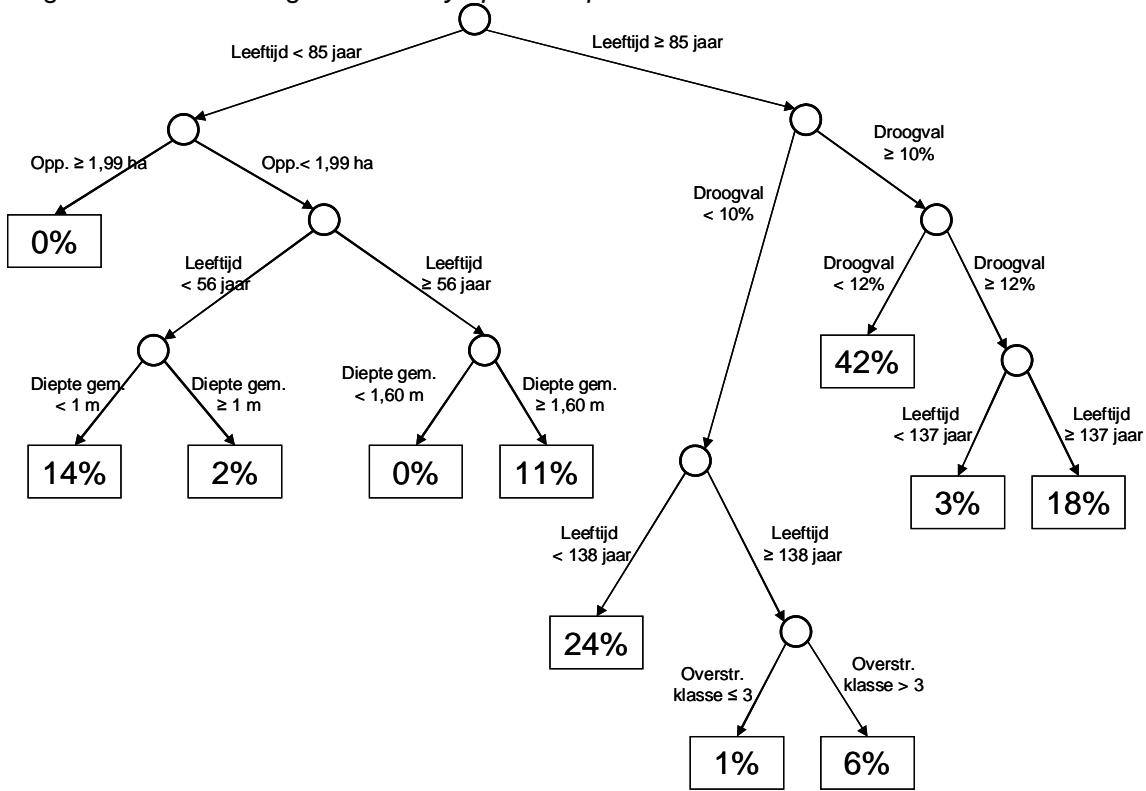 Leeftijd < 85 jaar
Leeftijd ≥ 85 jaar
Opp. ≥ 1,99 ha
Opp.< 1,99 ha
Droogval
≥ 10%
Droogval
< 10%
0%
Leeftijd
< 56 jaar
Leeftijd
≥ 56 jaar
Droogval
< 12%
Droogval
≥ 12%
42%
Diepte gem.
< 1 m
Diepte gem.
≥ 1 m
Diepte gem.
< 1,60 m
Diepte gem.
≥ 1,60 m
Leeftijd
< 137 jaar
Leeftijd
≥ 137 jaar
14%
2%
0%
11%
3%
18%
Leeftijd
< 138 jaar
Leeftijd
≥ 138 jaar
24%
Overstr.
klasse ≤ 3
Overstr.
klasse > 3
1%
6%